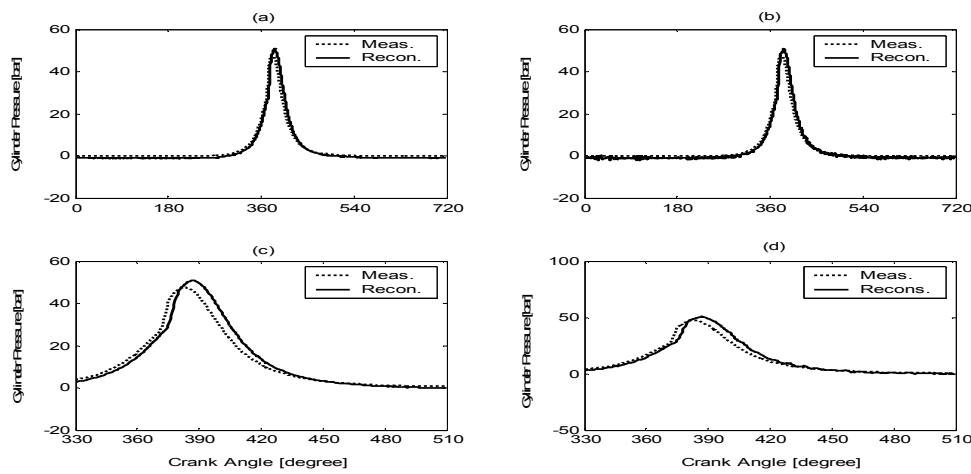 (a)
60
40
20
0
-20
Cylinder Pressure[bar]
Meas.
Recon.
0 180 360 540 720
(b)
60
40
20
0
-20
Cylinder Pressure[bar]
Meas.
Recon.
0 180 360 540 720
(c)
60
40
20
0
-20
Cylinder Pressure[bar]
Meas.
Recon.
330 360 390 420 450 480 510
Crank Angle [degree]
(d)
100
50
0
-50
Cylinder Pressure[bar]
Meas.
Recons.
330 360 390 420 450 480 510
Crank Angle [degree]